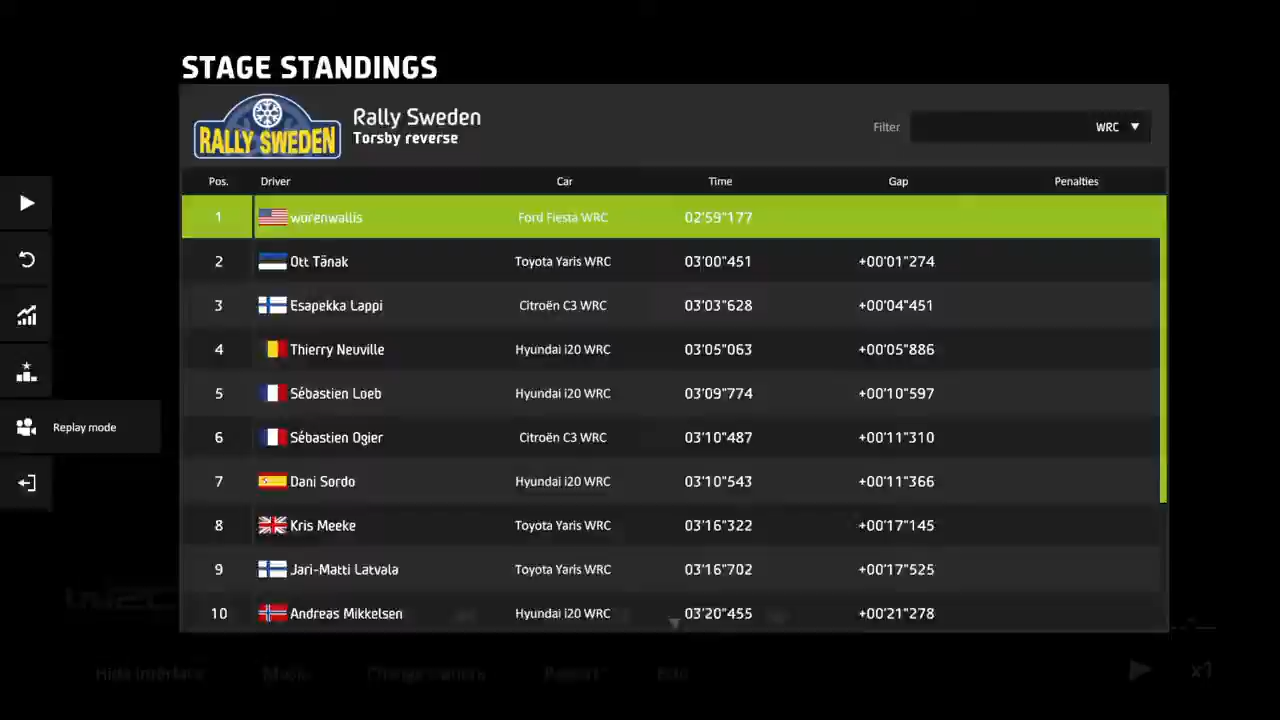 STAGE STANDINGS
RALLY SWEDEN
Rally Sweden
Torsby reverse
Filter
WRC
Pos. Driver Car Time Gap Penalties
1 wurenwallis Ford Fiesta WRC 02'59"177
2 Ott Tänak Toyota Yaris WRC 03'00"451 +00'01"274
3 Esapekka Lappi Citroën C3 WRC 03'03"628 +00'04"451
4 Thierry Neuville Hyundai i20 WRC 03'05"063 +00'05"886
5 Sébastien Loeb Hyundai i20 WRC 03'09"774 +00'10"597
6 Sébastien Ogier Citroën C3 WRC 03'10"487 +00'11"310
7 Dani Sordo Hyundai i20 WRC 03'10"543 +00'11"366
8 Kris Meeke Toyota Yaris WRC 03'16"322 +00'17"145
9 Jari-Matti Latvala Toyota Yaris WRC 03'16"702 +00'17"525
10 Andreas Mikkelsen Hyundai i20 WRC 03'20"455 +00'21"278
Replay mode
Hide interface Music Change camera x1